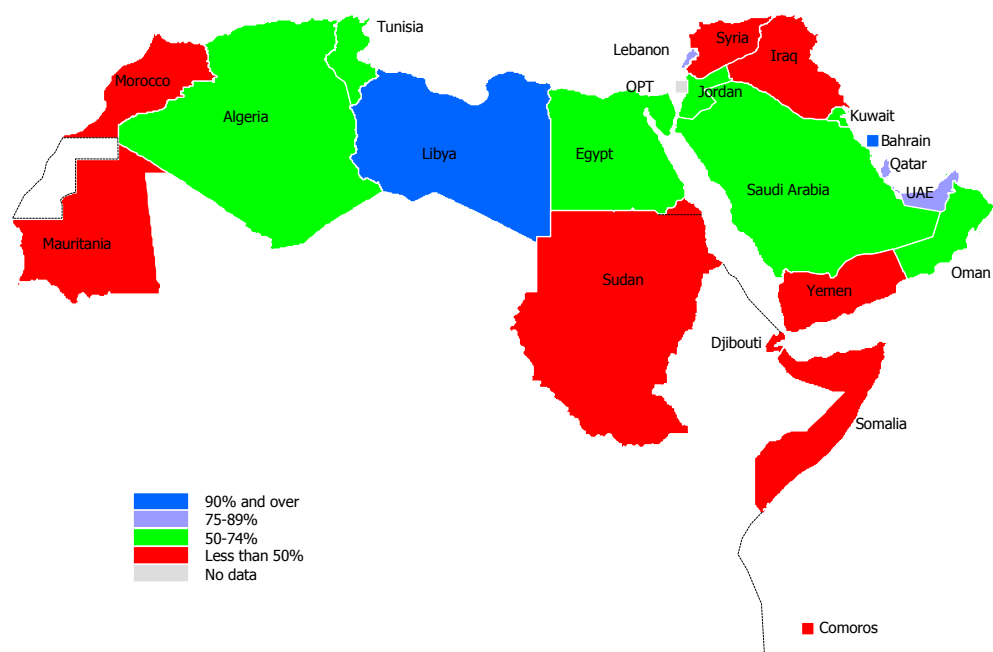 Tunisia
Syria
Lebanon
Iraq
Morocco
OPT
Jordan
Algeria
Kuwait
Bahrain
Libya
Egypt
Qatar
Saudi Arabia
UAE
Mauritania
Oman
Sudan
Yemen
Djibouti
Somalia
90% and over
75-89%
50-74%
Less than 50%
No data
Comoros